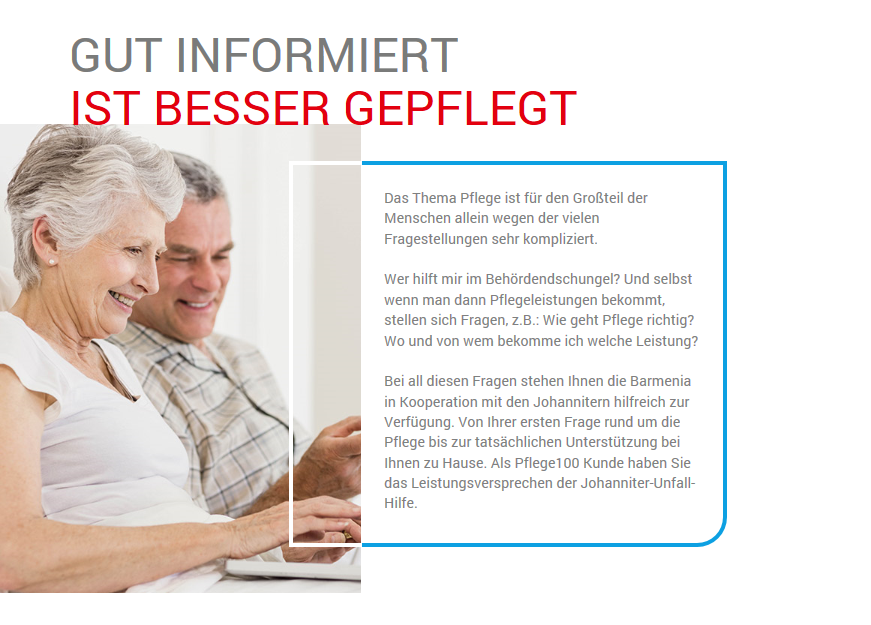 GUT INFORMIERT
IST BESSER GEPFLEGT
Das Thema Pflege ist für den Großteil der
Menschen allein wegen der vielen
Fragestellungen sehr kompliziert.
Wer hilft mir im Behördendschungel? Und selbst
wenn man dann Pflegeleistungen bekommt,
stellen sich Fragen, z.B.: Wie geht Pflege richtig?
Wo und von wem bekomme ich welche Leistung?
Bei all diesen Fragen stehen Ihnen die Barmenia
in Kooperation mit den Johannitern hilfreich zur
Verfügung. Von Ihrer ersten Frage rund um die
Pflege bis zur tatsächlichen Unterstützung bei
Ihnen zu Hause. Als Pflege100 Kunde haben Sie
das Leistungsversprechen der Johanniter-Unfall-
Hilfe.